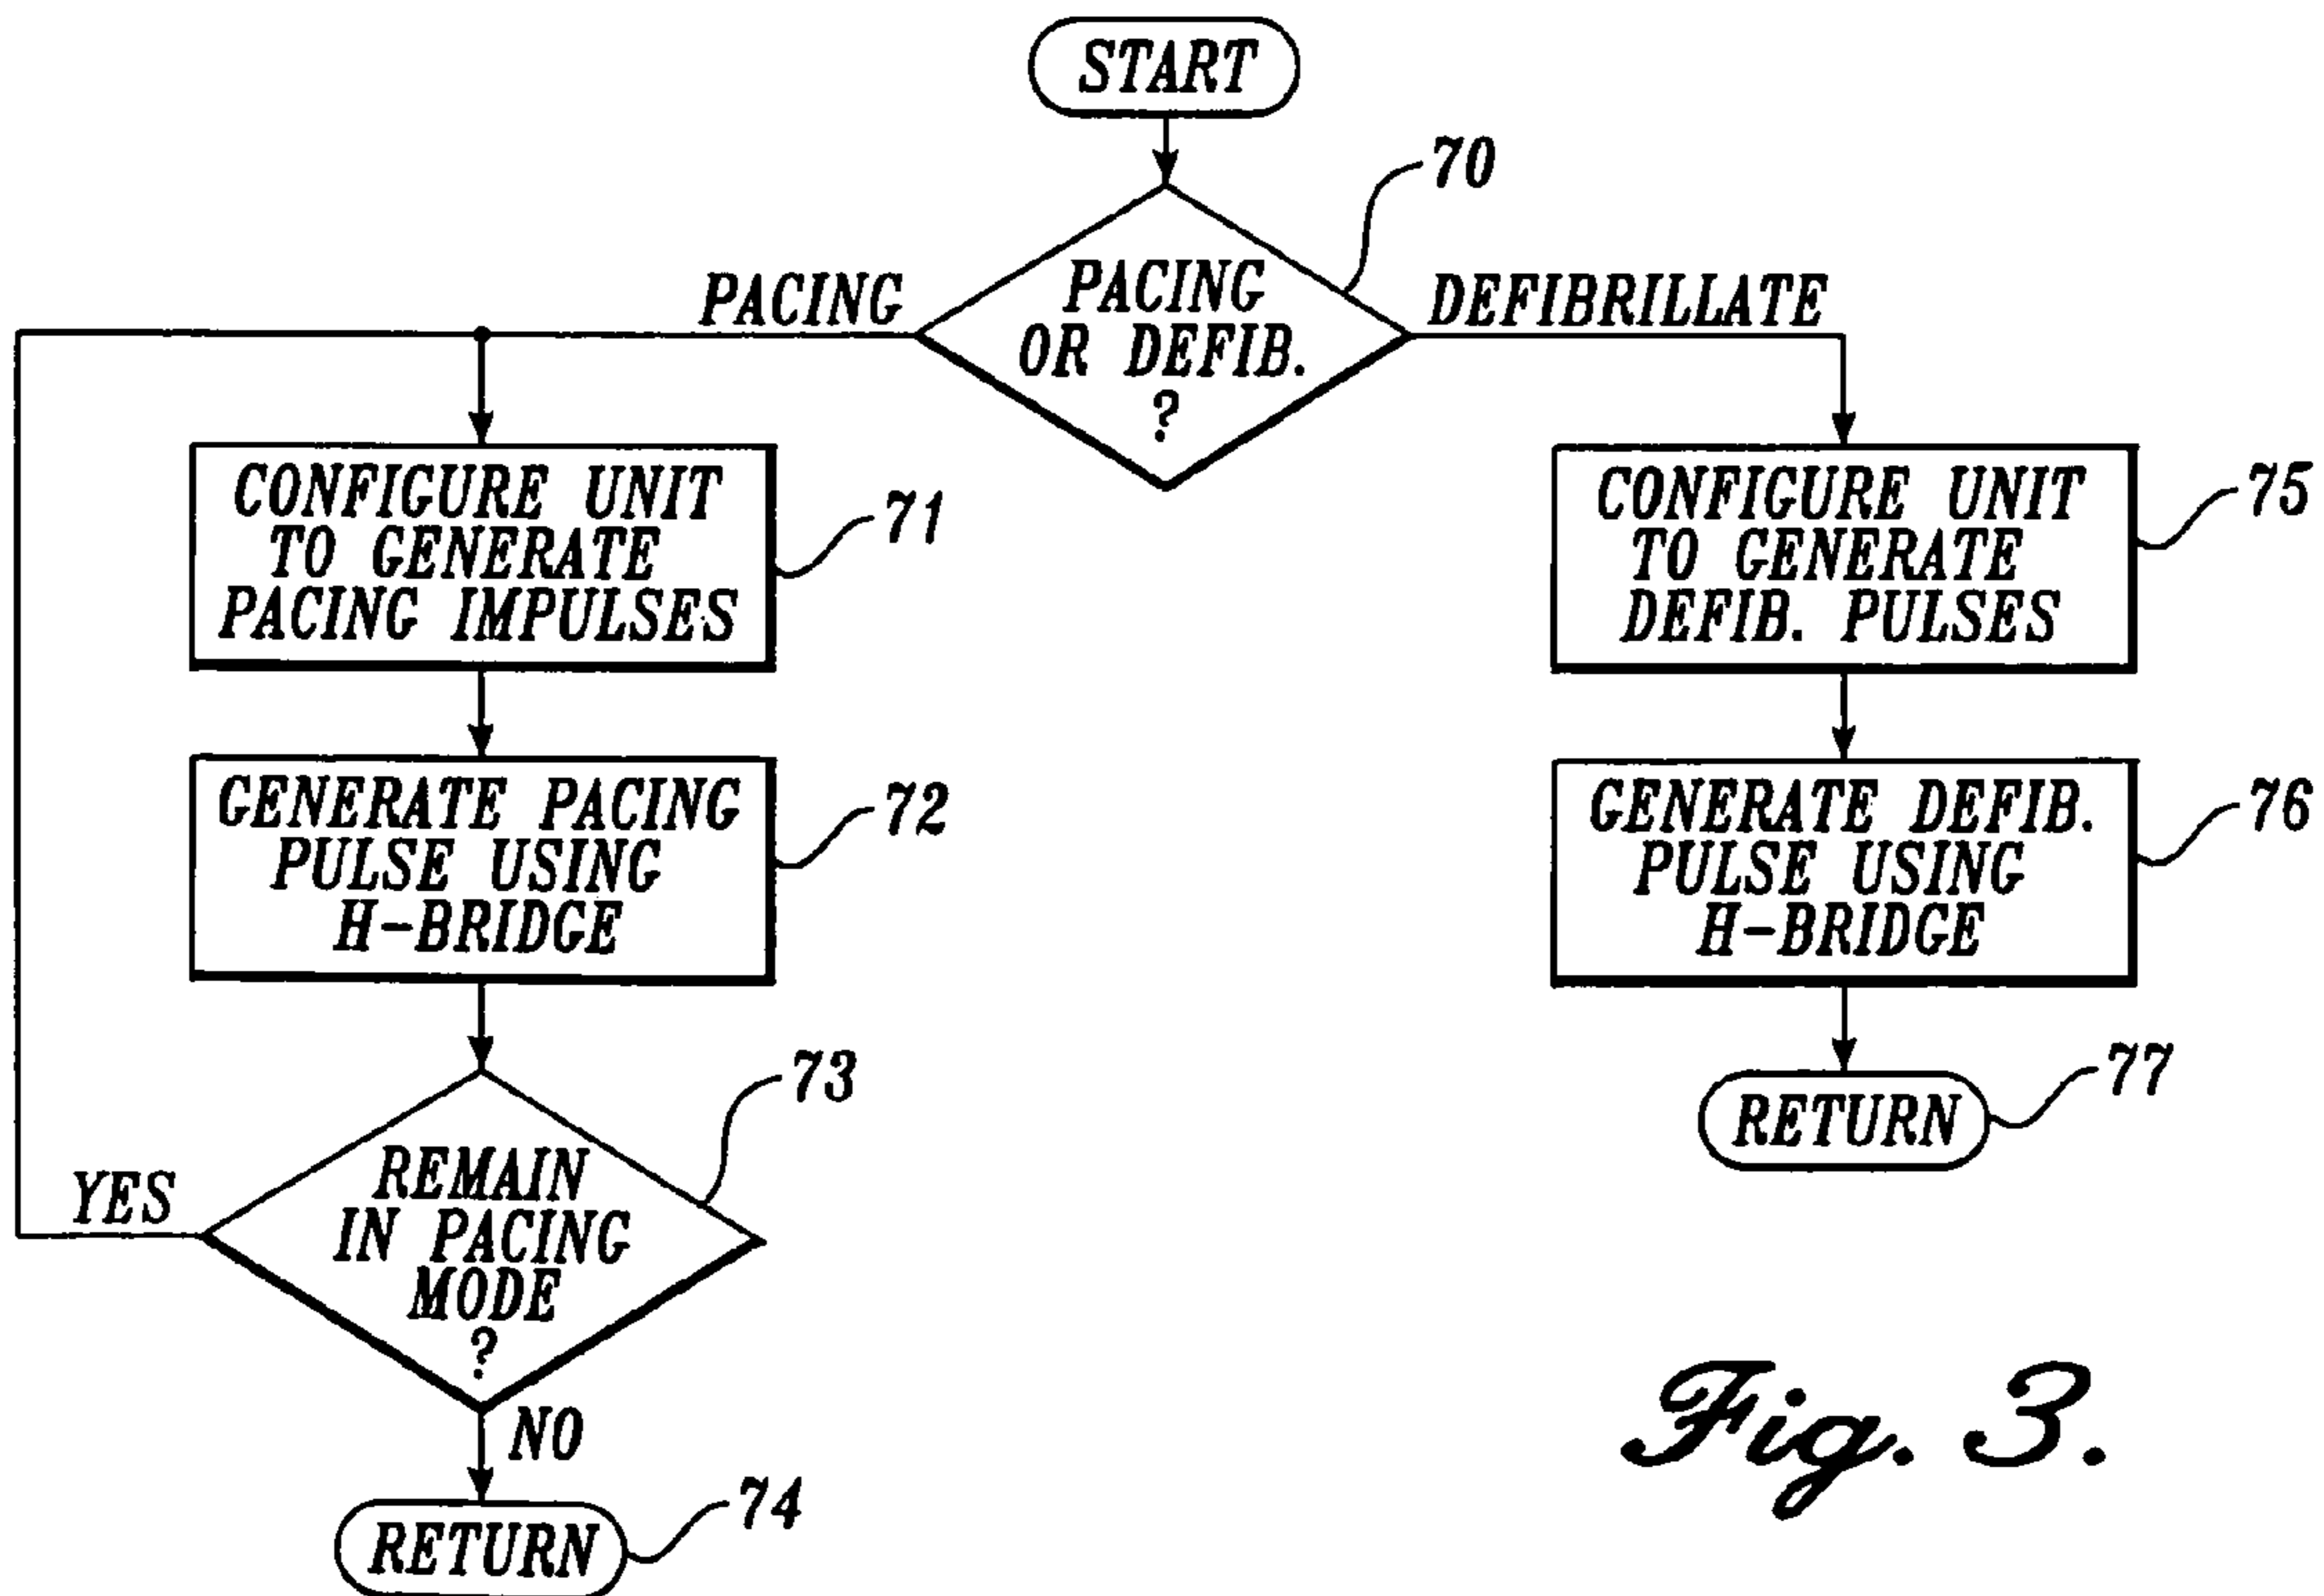 START
70
PACING
OR DEFIB.
?
PACING
DEFIBRILLATE
CONFIGURE UNIT
TO GENERATE
PACING IMPULSES
71
GENERATE PACING
PULSE USING
H-BRIDGE
72
REMAIN
IN PACING
MODE
?
73
YES
NO
RETURN
74
CONFIGURE UNIT
TO GENERATE
DEFIB. PULSES
75
GENERATE DEFIB.
PULSE USING
H-BRIDGE
76
RETURN
77
Fig. 3.